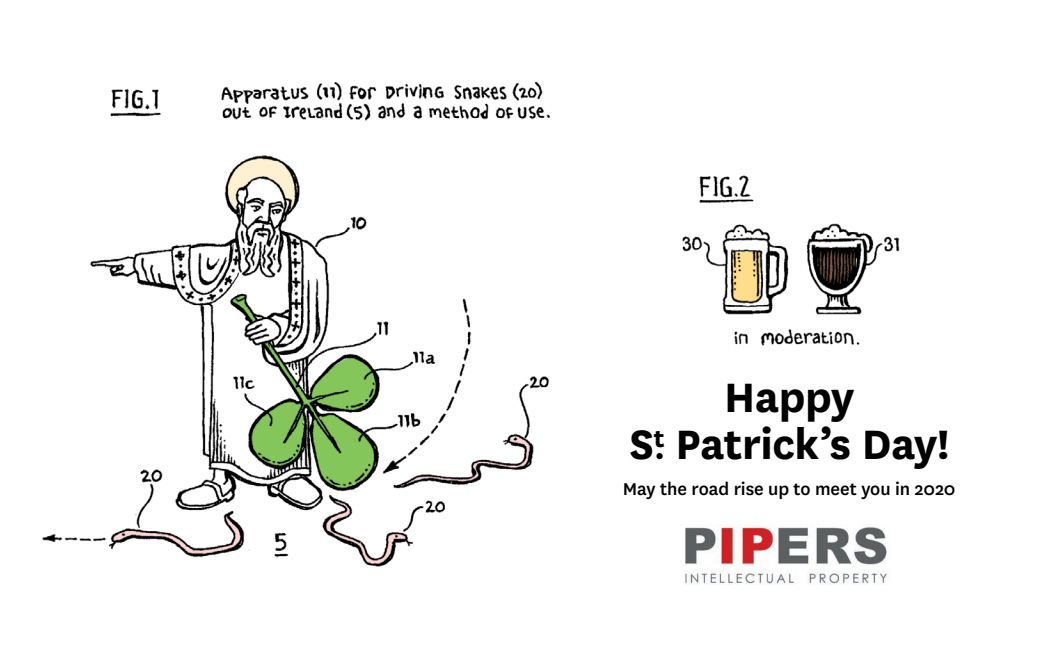 FIG.1
Apparatus (11) for Driving Snakes (20)
out of Ireland (5) and a method of use.
10
11
11a
11c
11b
20
20
20
5
FIG.2
30
31
in moderation.
Happy
St Patrick's Day!
May the road rise up to meet you in 2020
PIPERS
INTELLECTUAL PROPERTY